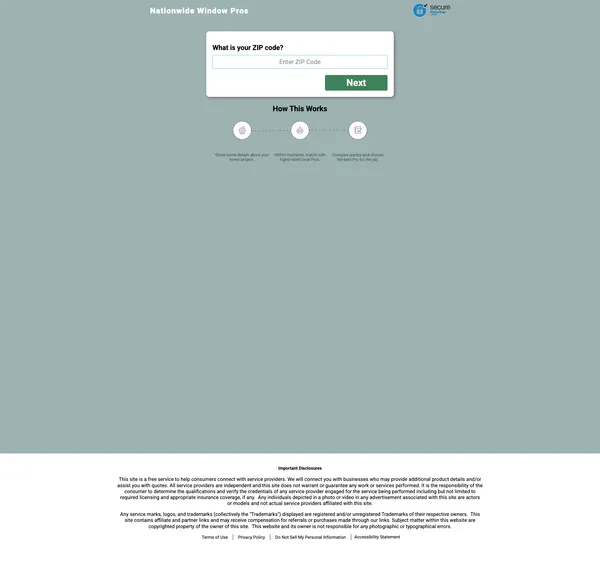 Nationwide Window Pros
secure
What is your ZIP code?
Enter ZIP Code
Next
How This Works
Share some details about your
home project.
Within moments, match with
highly-rated local Pros.
Compare quotes and choose
the best Pro for the job.
Important Disclosures
This site is a free service to help consumers connect with service providers. We will connect you with businesses who may provide additional product details and/or
assist you with quotes. All service providers are independent and this site does not warrant or guarantee any work or services performed. It is the responsibility of the
consumer to determine the qualifications and verify the credentials of any service provider engaged for the service being performed including but not limited to
required licensing and appropriate insurance coverage, if any. Any individuals depicted in a photo or video in any advertisement associated with this site are actors
or models and not actual service providers affiliated with this site.
Any service marks, logos, and trademarks (collectively the "Trademarks") displayed are registered and/or unregistered Trademarks of their respective owners. This
site contains affiliate and partner links and may receive compensation for referrals or purchases made through our links. Subject matter within this website are
copyrighted property of the owner of this site. This website and its owner is not responsible for any photographic or typographical errors.
Terms of Use | Privacy Policy | Do Not Sell My Personal Information | Accessibility Statement